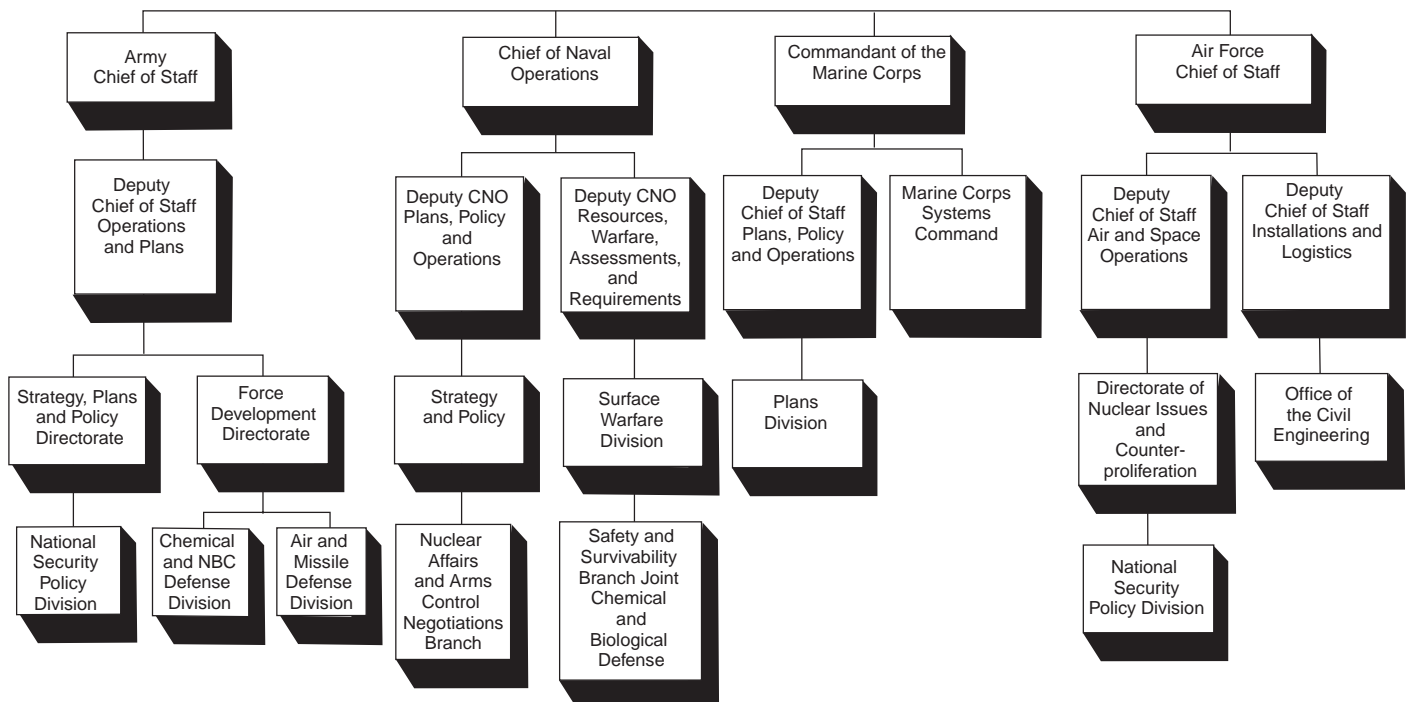 Army
Chief of Staff
Chief of Naval
Operations
Commandant of the
Marine Corps
Air Force
Chief of Staff
Deputy
Chief of Staff
Operations
and Plans
Deputy CNO
Plans, Policy
and
Operations
Deputy CNO
Resources,
Warfare,
Assessments,
and
Requirements
Deputy
Chief of Staff
Plans, Policy
and Operations
Marine Corps
Systems
Command
Deputy
Chief of Staff
Air and Space
Operations
Deputy
Chief of Staff
Installations and
Logistics
Strategy, Plans
and Policy
Directorate
Force
Development
Directorate
Strategy
and Policy
Surface
Warfare
Division
Plans
Division
Directorate of
Nuclear Issues
and
Counter-
proliferation
Office of
the Civil
Engineering
National
Security
Policy
Division
Chemical
and NBC
Defense
Division
Air and
Missile
Defense
Division
Nuclear
Affairs
and Arms
Control
Negotiations
Branch
Safety and
Survivability
Branch Joint
Chemical
and
Biological
Defense
National
Security
Policy Division